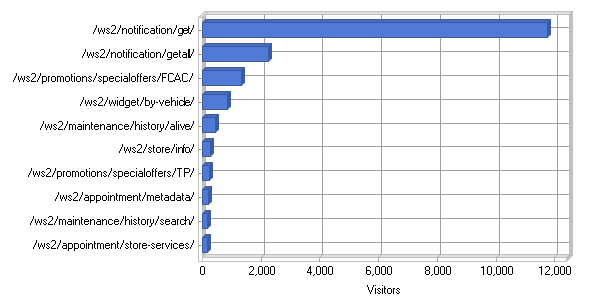 /ws2/notification/get/
/ws2/notification/getall/
/ws2/promotions/specialoffers/FCAC/
/ws2/widget/by-vehicle/
/ws2/maintenance/history/alive/
/ws2/store/info/
/ws2/promotions/specialoffers/TP/
/ws2/appointment/metadata/
/ws2/maintenance/history/search/
/ws2/appointment/store-services/
0 2,000 4,000 6,000 8,000 10,000 12,000
Visitors